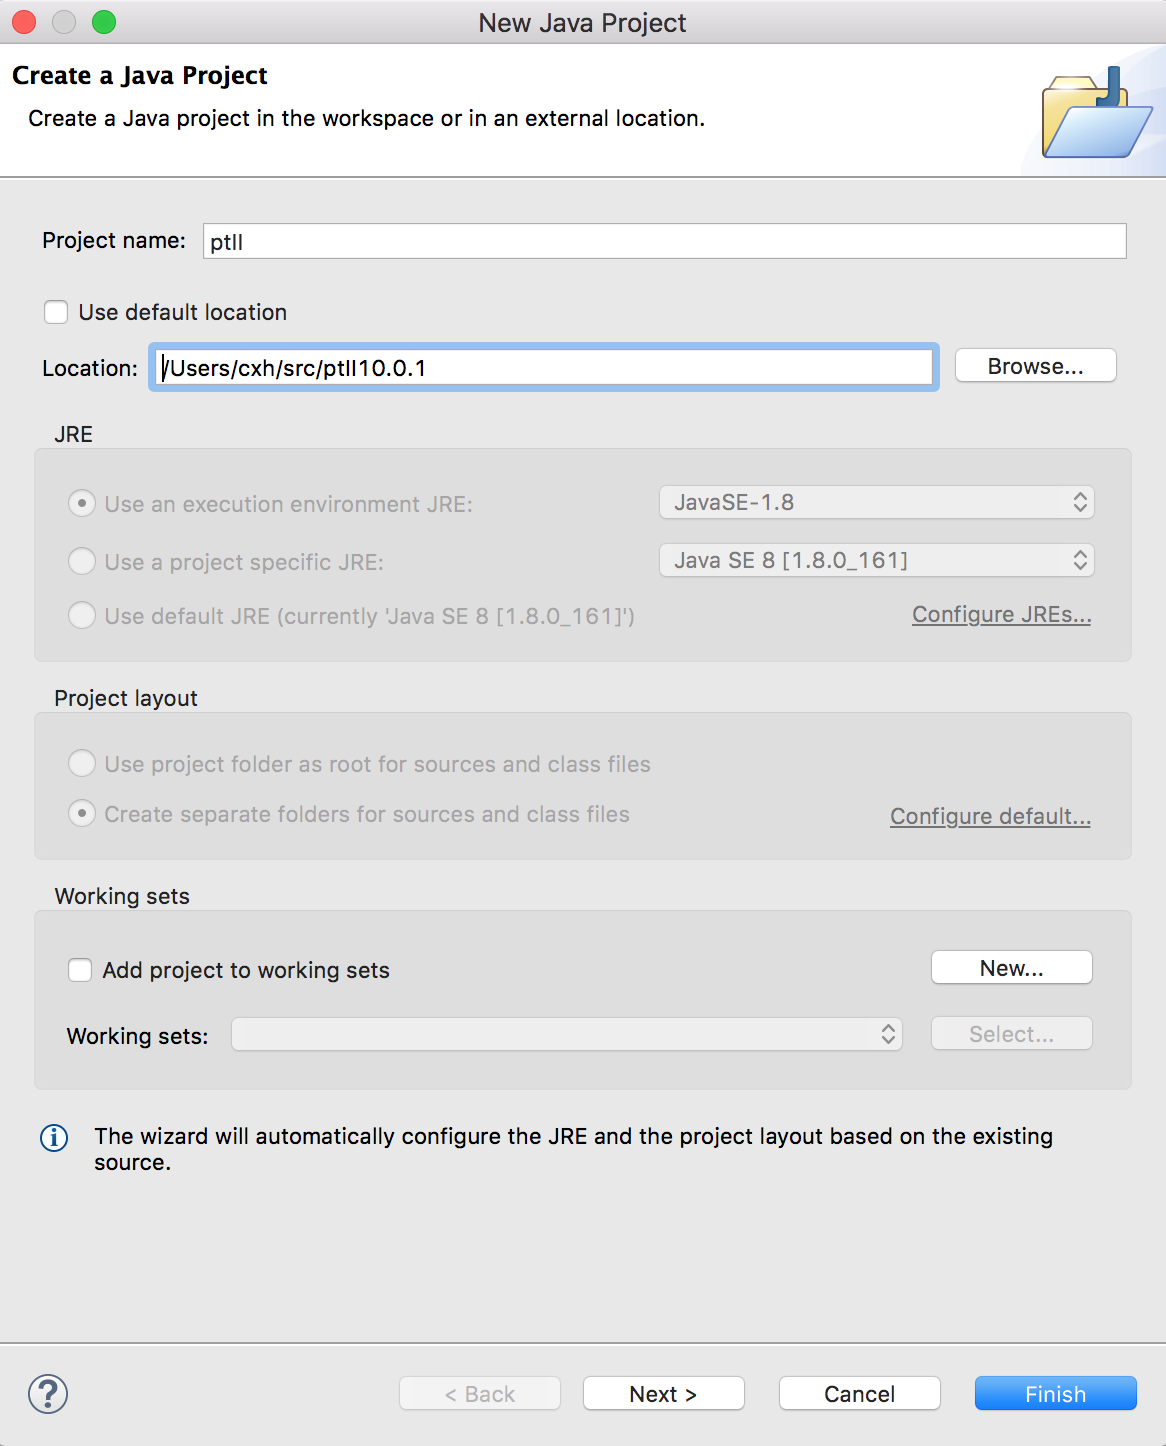 New Java Project
Create a Java Project
Create a Java project in the workspace or in an external location.
Project name: ptII
Use default location
Location: /Users/cxh/src/ptII10.0.1 Browse...
JRE
Use an execution environment JRE: JavaSE-1.8
Use a project specific JRE: Java SE 8 [1.8.0_161]
Use default JRE (currently 'Java SE 8 [1.8.0_161]') Configure JREs...
Project layout
Use project folder as root for sources and class files
Create separate folders for sources and class files Configure default...
Working sets
Add project to working sets New...
Working sets: Select...
The wizard will automatically configure the JRE and the project layout based on the existing
source.
? < Back Next > Cancel Finish